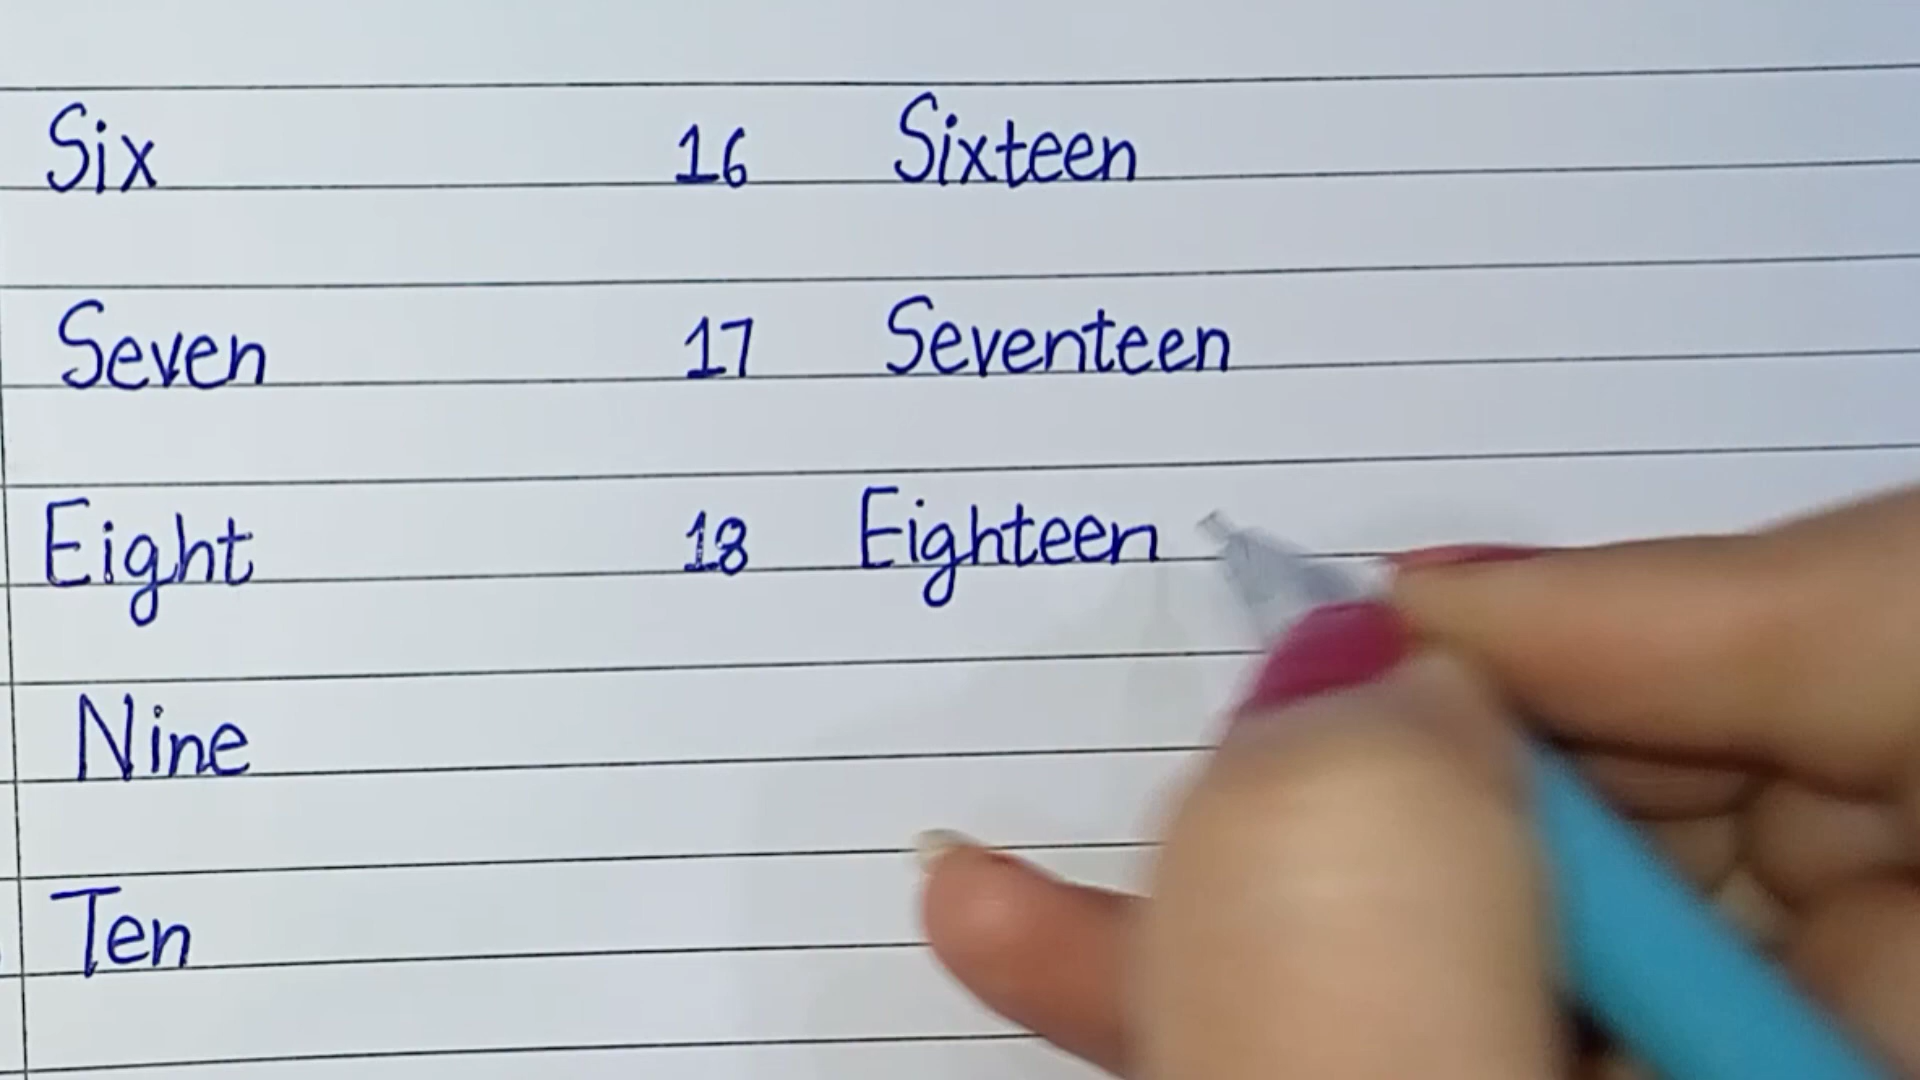 Six 16 Sixteen
Seven 17 Seventeen
Eight 18 Eighteen
Nine
Ten